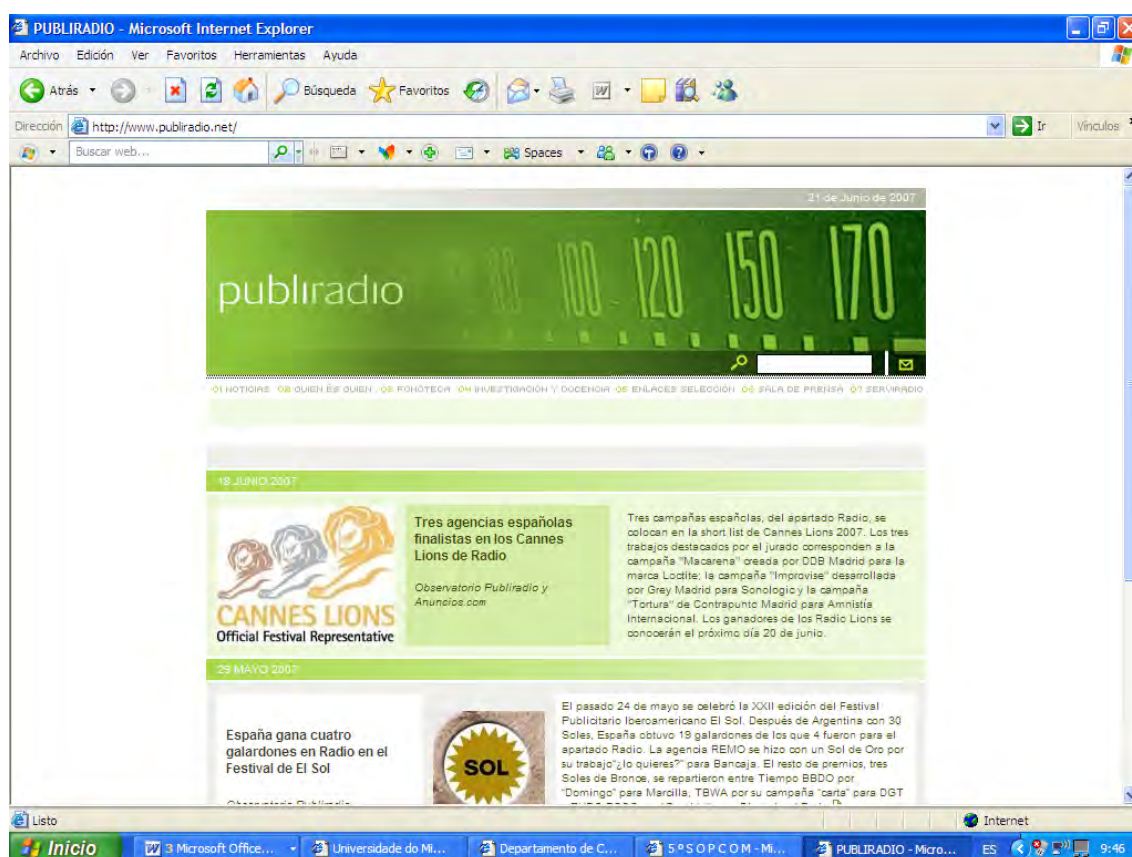 PUBLIRADIO - Microsoft Internet Explorer
Archivo Edición Ver Favoritos Herramientas Ayuda
Atrás Búsqueda Favoritos
Dirección http://www.publiradio.net/ Ir Vínculos
Buscar web... Spaces
21 de Junio de 2007
100 120 150 170
publiradio
01 NOTICIAS 02 QUIÉN ES QUIÉN 03 FONOTECA 04 INVESTIGACIÓN Y DOCENCIA 05 ENLACES SELECCIÓN 06 SALA DE PRENSA 07 SERVIRADIO
18 JUNIO 2007
CANNES LIONS
Official Festival Representative
Tres agencias españolas
finalistas en los Cannes
Lions de Radio
Observatorio Publiradio y
Anuncios.com
Tres campañas españolas, del apartado Radio, se
colocan en la short list de Cannes Lions 2007. Los tres
trabajos destacados por el jurado corresponden a la
campaña "Macarena" creada por DDB Madrid para la
marca Loctite; la campaña "Improvise" desarrollada
por Grey Madrid para Sonologic y la campaña
"Tortura" de Contrapunto Madrid para Amnistía
Internacional. Los ganadores de los Radio Lions se
conocerán el próximo día 20 de junio.
29 MAYO 2007
España gana cuatro
galardones en Radio en el
Festival de El Sol
SOL
El pasado 24 de mayo se celebró la XXII edición del Festival
Publicitario Iberoamericano El Sol. Después de Argentina con 30
Soles, España obtuvo 19 galardones de los que 4 fueron para el
apartado Radio. La agencia REMO se hizo con un Sol de Oro por
su trabajo"¿lo quieres?" para Bancaja. El resto de premios, tres
Soles de Bronce, se repartieron entre Tiempo BBDO por
"Domingo" para Marcilla, TBWA por su campaña "carta" para DGT
Listo Internet
Inicio 3 Microsoft Office... Universidade do Mi... Departamento de C... 5 º S O P C O M - Mi... PUBLIRADIO - Micro... ES 9:46